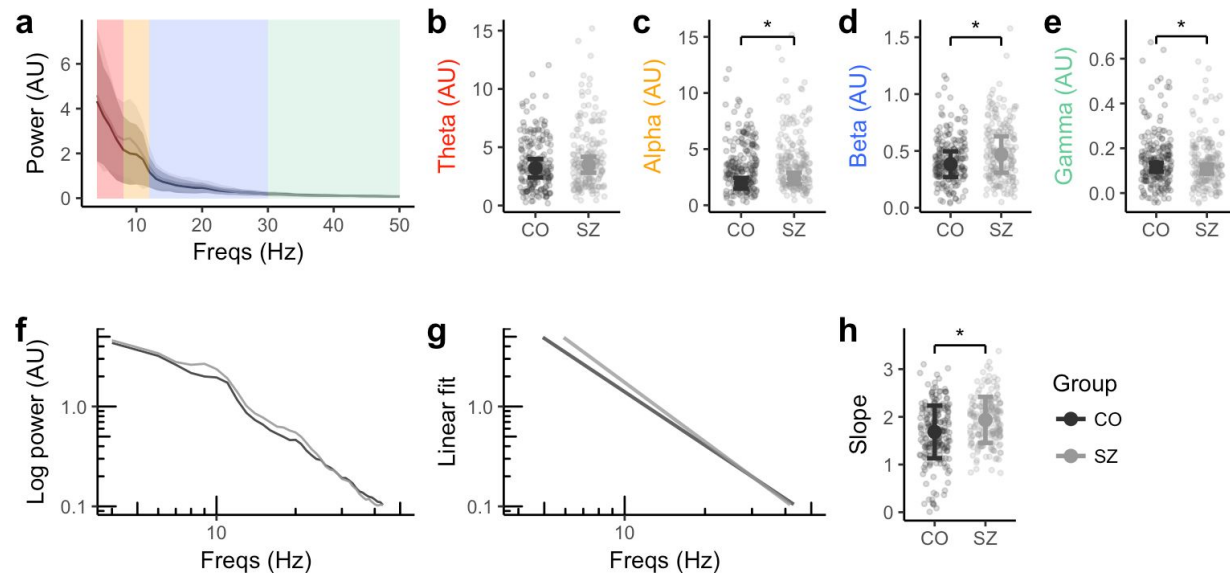 a
Power (AU)
6
4
2
0
10 20 30 40 50
Freqs (Hz)
b
Theta (AU)
15
10
5
0
CO SZ
c
Alpha (AU)
15
10
5
0
*
CO SZ
d
Beta (AU)
1.5
1.0
0.5
0.0
*
CO SZ
e
Gamma (AU)
0.6
0.4
0.2
0.0
*
CO SZ
f
Log power (AU)
1.0
0.1
10
Freqs (Hz)
g
Linear fit
1.0
0.1
10
Freqs (Hz)
h
Slope
3
2
1
0
*
CO SZ
Group
CO
SZ